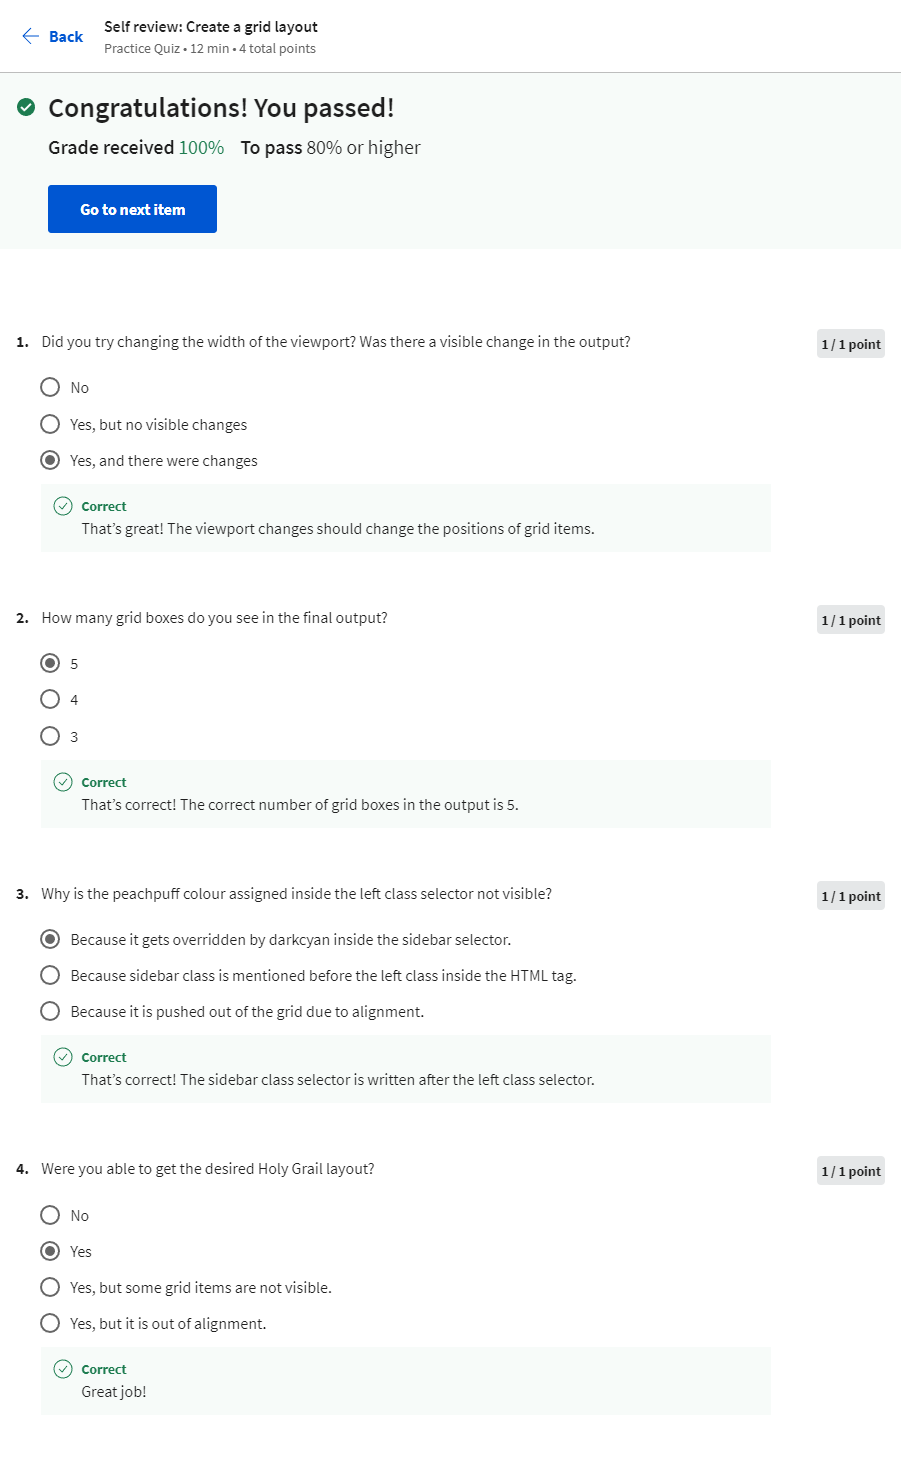 Back
Self review: Create a grid layout
Practice Quiz • 12 min • 4 total points
Congratulations! You passed!
Grade received 100% To pass 80% or higher
Go to next item
1. Did you try changing the width of the viewport? Was there a visible change in the output?
1 / 1 point
No
Yes, but no visible changes
Yes, and there were changes
Correct
That’s great! The viewport changes should change the positions of grid items.
2. How many grid boxes do you see in the final output?
1 / 1 point
5
4
3
Correct
That’s correct! The correct number of grid boxes in the output is 5.
3. Why is the peachpuff colour assigned inside the left class selector not visible?
1 / 1 point
Because it gets overridden by darkcyan inside the sidebar selector.
Because sidebar class is mentioned before the left class inside the HTML tag.
Because it is pushed out of the grid due to alignment.
Correct
That’s correct! The sidebar class selector is written after the left class selector.
4. Were you able to get the desired Holy Grail layout?
1 / 1 point
No
Yes
Yes, but some grid items are not visible.
Yes, but it is out of alignment.
Correct
Great job!